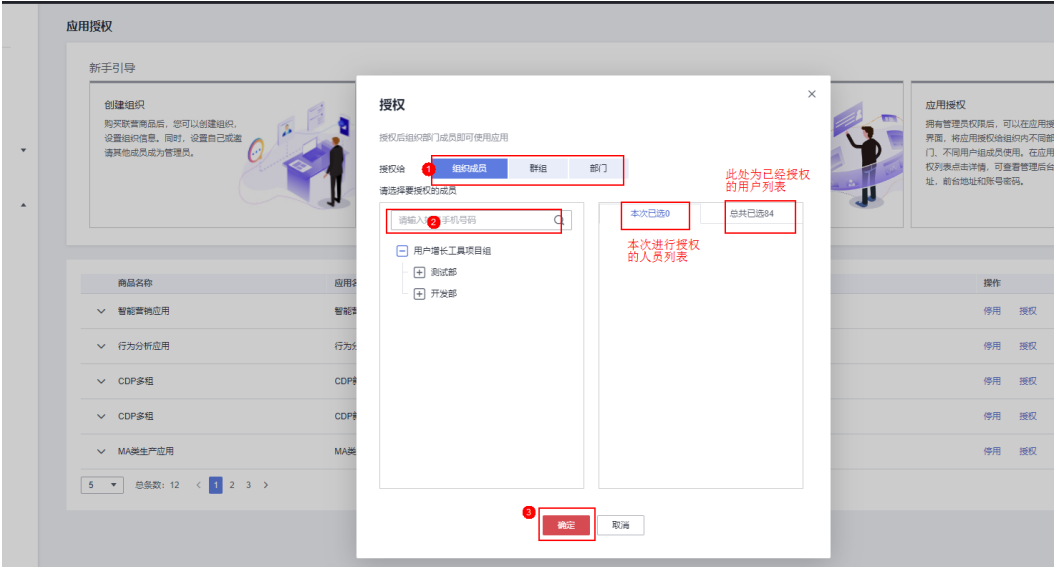 应用授权
新手引导
创建组织
购买联营商品后，您可以创建组织，
设置组织信息。同时，设置自己或邀
请其他成员成为管理员。
应用授权
拥有管理员权限后，可以在应用授
界面，将应用授权给组织内不同部
门、不同用户组成员使用。在应用
权列表点击详情，可查看管理后台
址、前台地址和账号密码。
授权
×
授权后组织部门成员即可使用应用
授权给
1
组织成员
群组
部门
请选择要授权的成员
请输入
2
手机号码
用户增长工具项目组
测试部
开发部
此处为已经授权
的用户列表
本次已选0
总共已选84
本次进行授权
的人员列表
3
确定
取消
商品名称
应用名
操作
智能营销应用
智能营
停用 授权
行为分析应用
行为分
停用 授权
CDP多租
CDP
停用 授权
CDP多租
CDP
停用 授权
MA类生产应用
MA类
停用 授权
5
总条数: 12 < 1 2 3 >